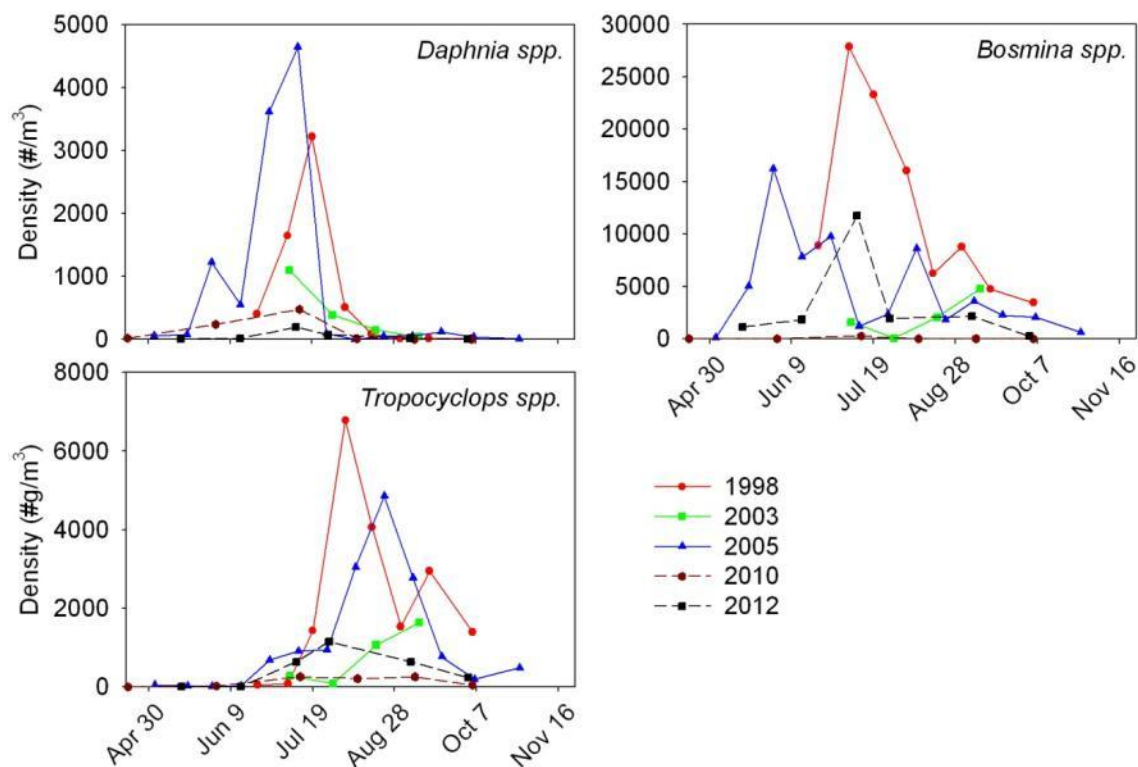 Daphnia spp.
Density (#/m³)
5000
4000
3000
2000
1000
0
Bosmina spp.
30000
25000
20000
15000
10000
5000
0
Apr 30
Jun 9
Jul 19
Aug 28
Oct 7
Nov 16
Tropocyclops spp.
Density (#g/m³)
8000
6000
4000
2000
0
Apr 30
Jun 9
Jul 19
Aug 28
Oct 7
Nov 16
1998
2003
2005
2010
2012